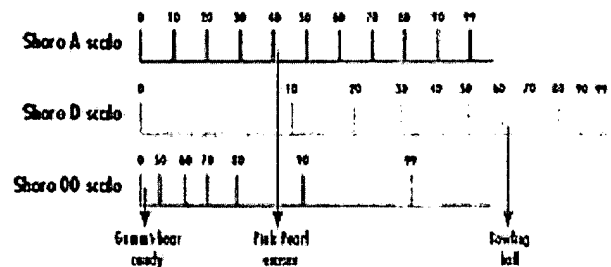 0 10 20 30 40 50 60 70 80 90 99
Shore A scale
0 10 20 30 40 50 60 70 80 90 99
Shore D scale
0 50 60 70 80 90 99
Shore 00 scale
Gummi bear candy
Pink Pearl eraser
Bowling ball